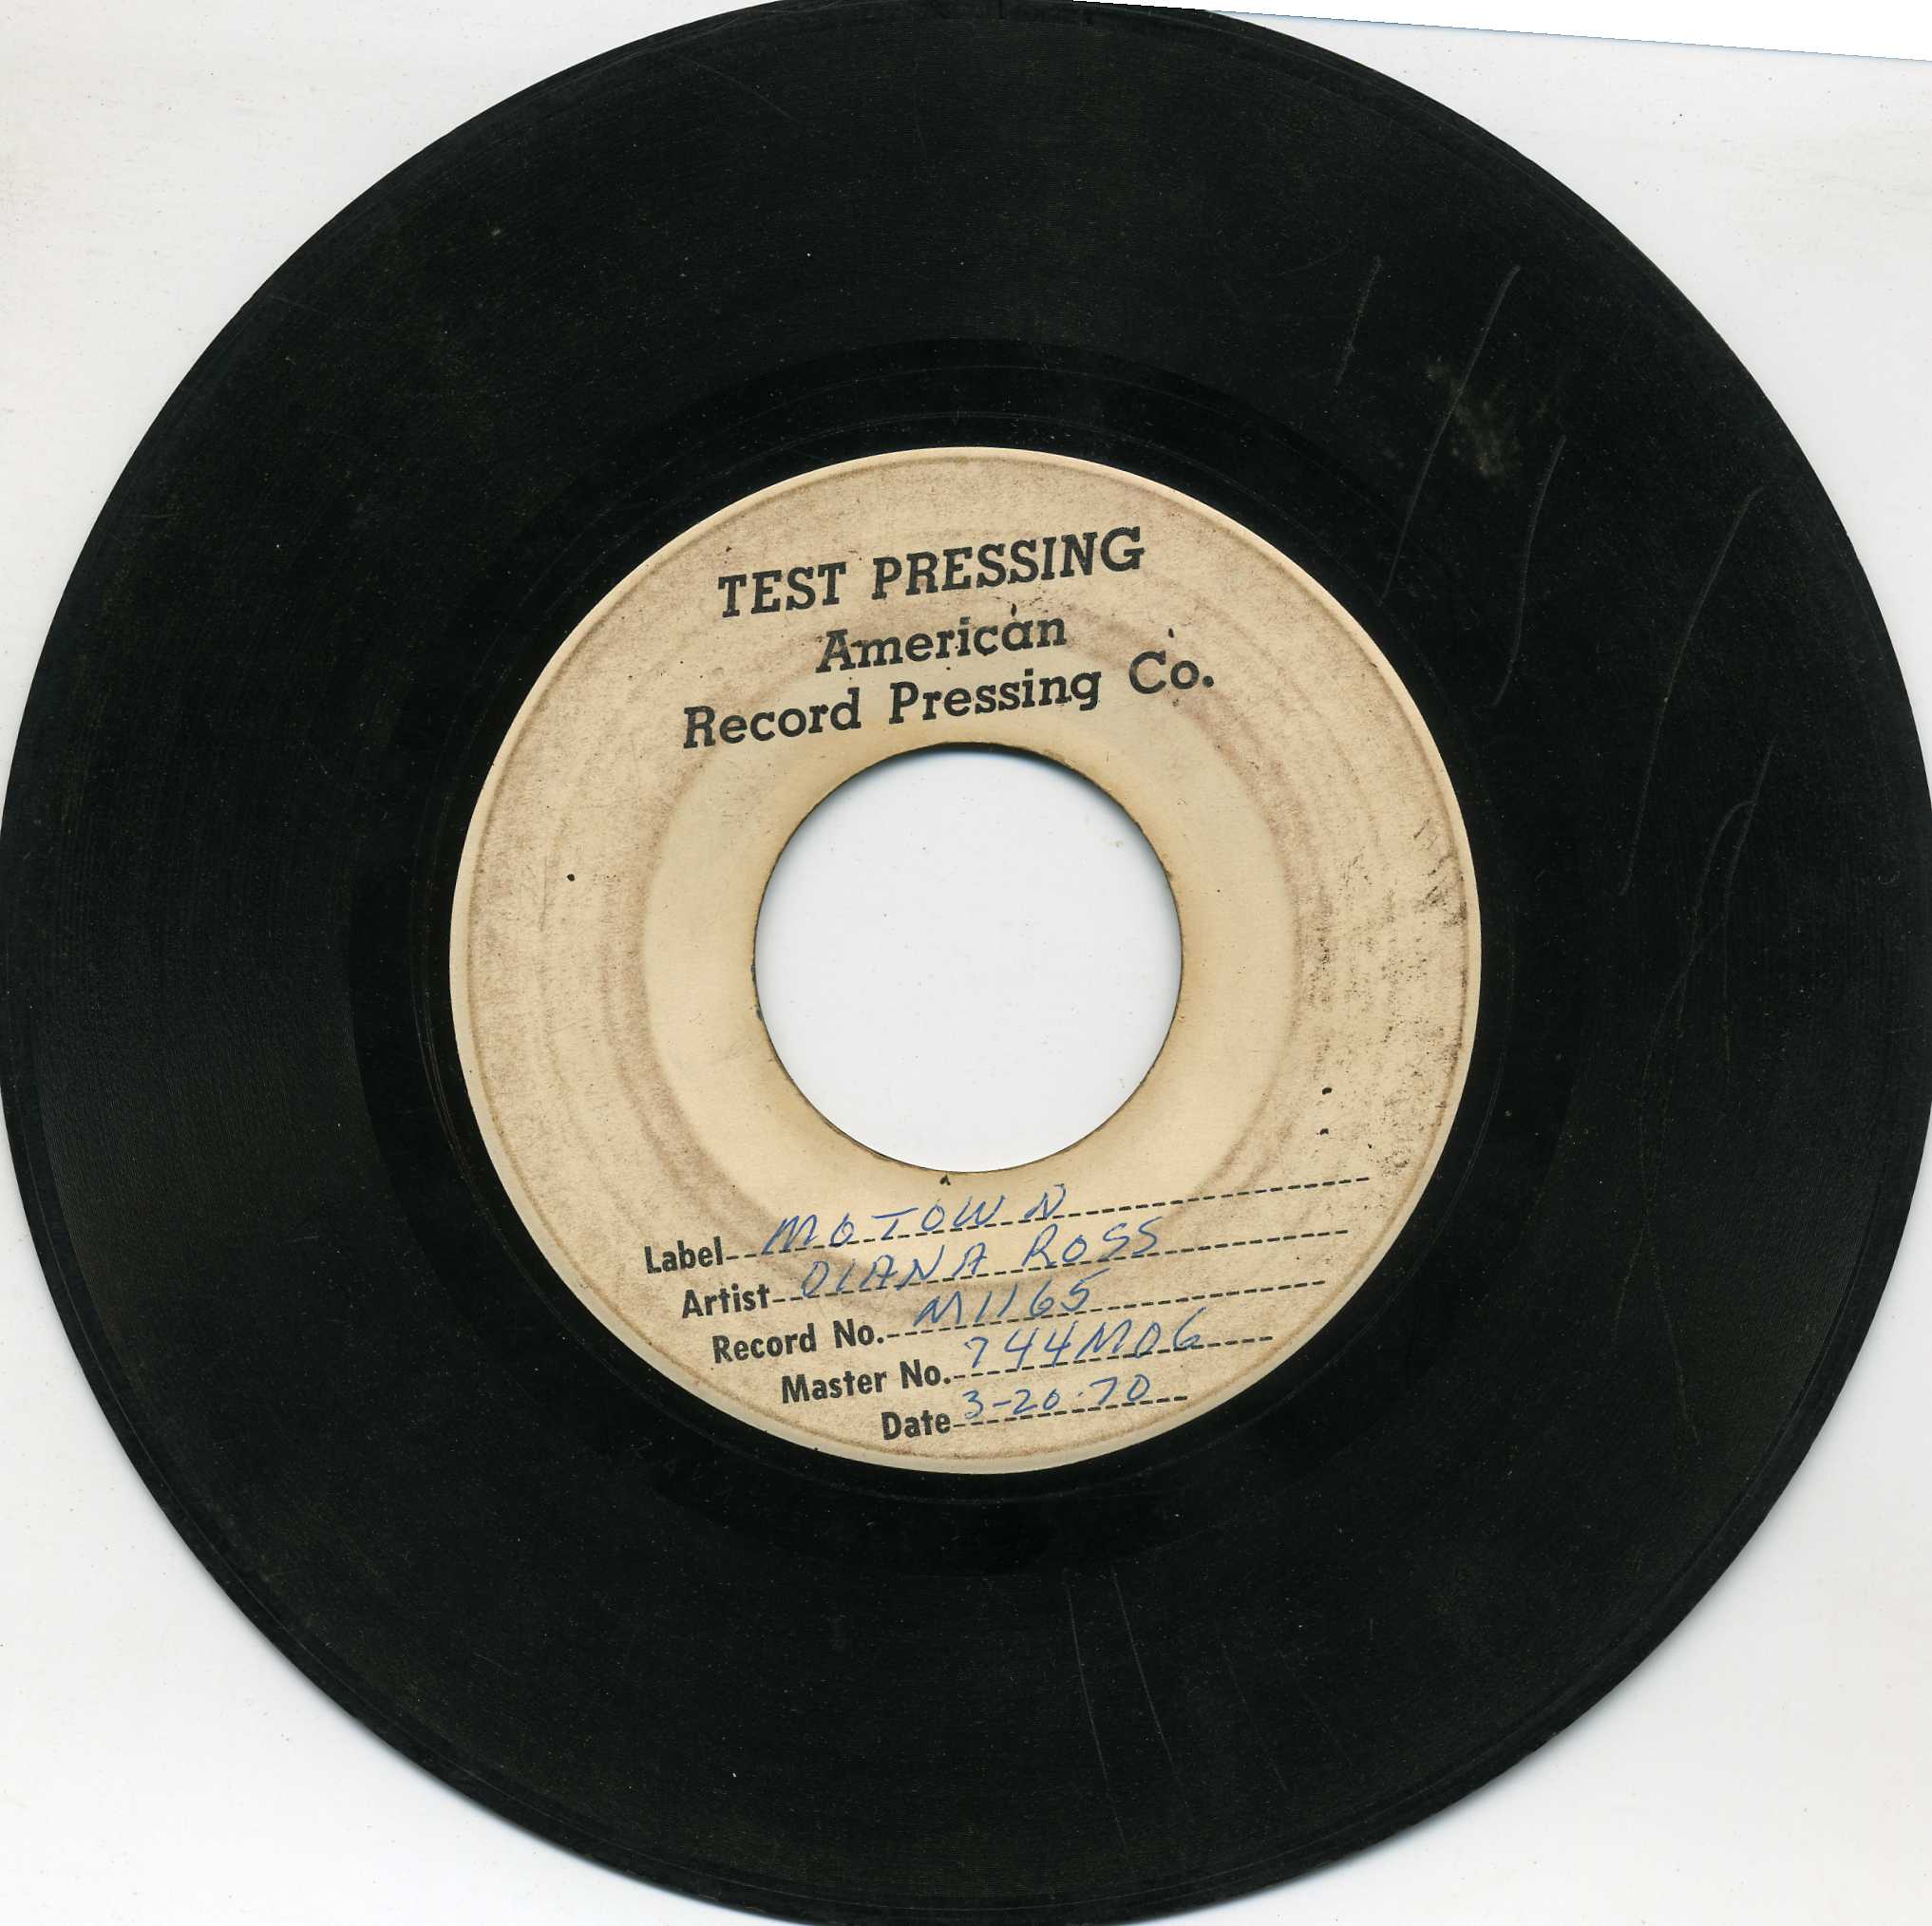 TEST PRESSING
American
Record Pressing Co.
Label MOTOWN
Artist DIANA ROSS
Record No. M1165
Master No. 744M06
Date 3-20-70